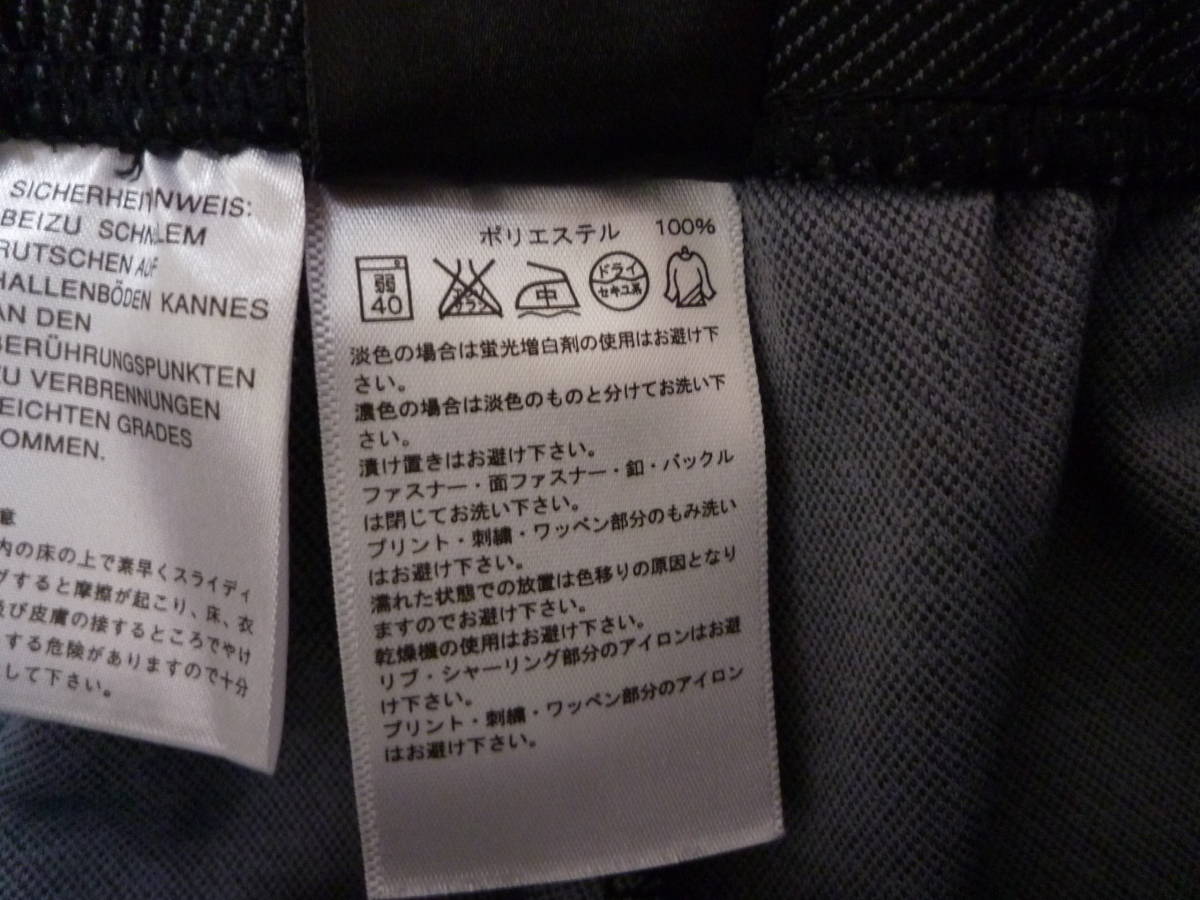 SICHERHEITNWEIS:
BEIZU SCHNLEM
RUTSCHEN AUF
HALLENBÖDEN KANNES
AN DEN
BERÜHRUNGSPUNKTEN
ZU VERBRENNUNGEN
LEICHTEN GRADES
KOMMEN.
意
内の床の上で素早くスライディ
グすると摩擦が起こり、床、衣
及び皮膚の接するところでやけ
する危険がありますので十分
して下さい。
ポリエステル 100%
弱
40
中
ドライ
セキユ系
淡色の場合は蛍光増白剤の使用はお避け下
さい。
濃色の場合は淡色のものと分けてお洗い下
さい。
漬け置きはお避け下さい。
ファスナー・面ファスナー・釦・バックル
は閉じてお洗い下さい。
プリント・刺繍・ワッペン部分のもみ洗い
はお避け下さい。
濡れた状態での放置は色移りの原因となり
ますのでお避け下さい。
乾燥機の使用はお避け下さい。
リブ・シャーリング部分のアイロンはお避
け下さい。
プリント・刺繍・ワッペン部分のアイロン
はお避け下さい。